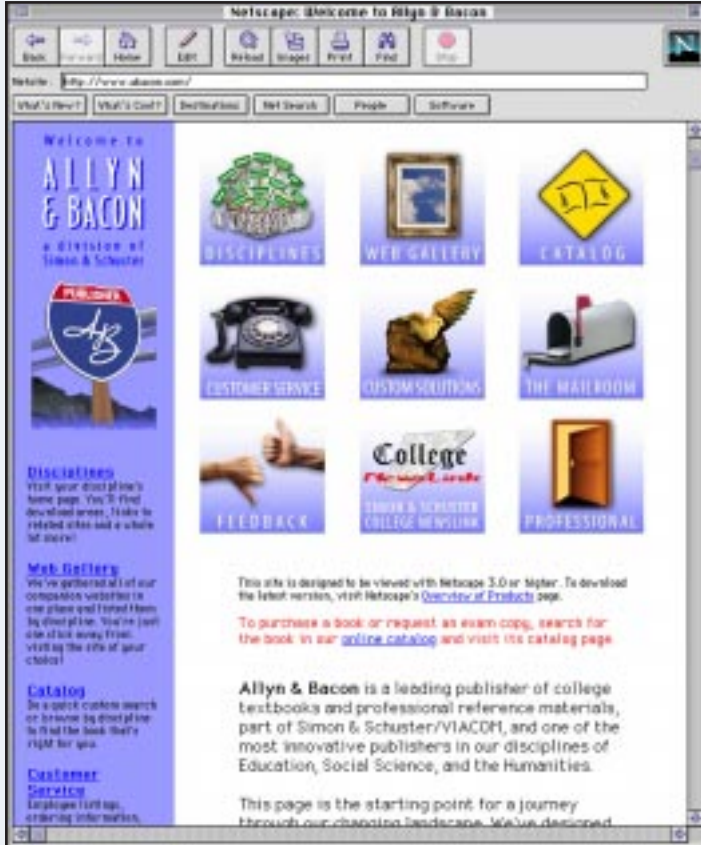 Netscape: Welcome to Allyn & Bacon
Back
Forward
Home
Edit
Reload
Images
Print
Find
Stop
N
Netsite: http://www.abacon.com/
What's New?
What's Cool?
Destinations
Net Search
People
Software
Welcome to
ALLYN
& BACON
a division of
Simon & Schuster
PUBLISHER
AB
DISCIPLINES
WEB GALLERY
CATALOG
CUSTOMER SERVICE
CUSTOM SOLUTIONS
THE MAILROOM
FEEDBACK
College
NewsLink
SIMON & SCHUSTER
COLLEGE NEWSLINK
PROFESSIONAL
Disciplines
Visit your discipline's
home page. You'll find
download areas, links to
related sites and a whole
lot more!
Web Gallery
We've gathered all of our
companion websites in
one place and listed them
by discipline. You're just
one click away from
visiting the site of your
choice!
Catalog
Do a quick custom search
or browse by discipline
to find the book that's
right for you.
Customer
Service
Employee listings,
ordering information,
This site is designed to be viewed with Netscape 3.0 or higher. To download
the latest version, visit Netscape's Overview of Products page.
To purchase a book or request an exam copy, search for
the book in our online catalog and visit its catalog page
Allyn & Bacon is a leading publisher of college
textbooks and professional reference materials,
part of Simon & Schuster/VIACOM, and one of the
most innovative publishers in our disciplines of
Education, Social Science, and the Humanities.
This page is the starting point for a journey
through our changing landscape. We've designed